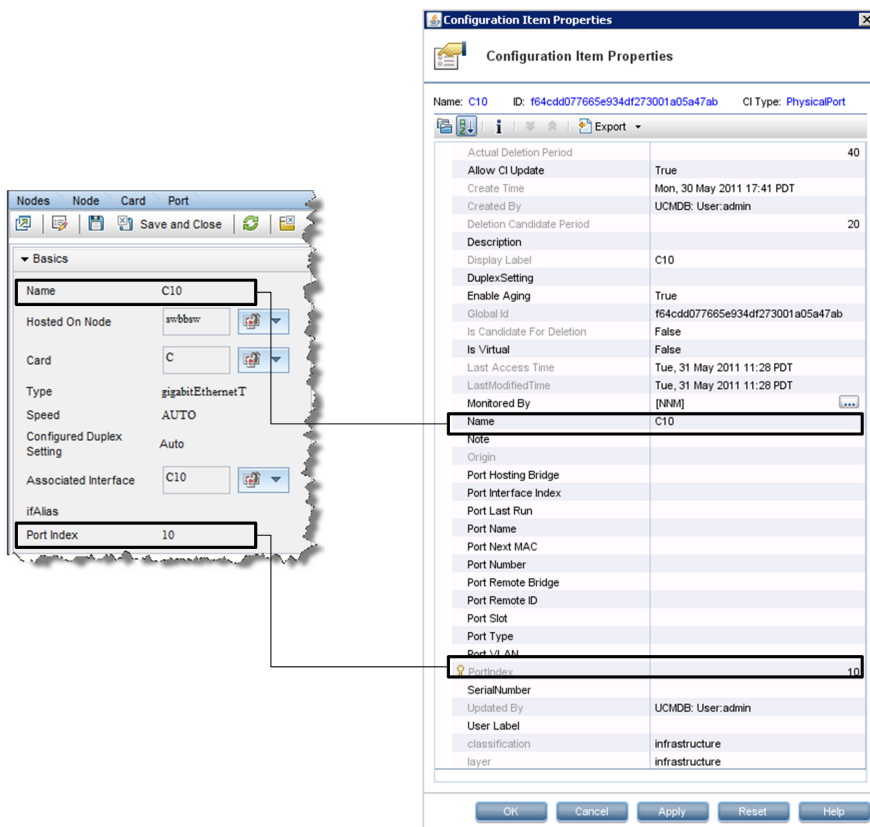 Configuration Item Properties
Configuration Item Properties
Name: C10 ID: f64cdd077665e934df273001a05a47ab CI Type: PhysicalPort
Export
Actual Deletion Period 40
Allow CI Update True
Create Time Mon, 30 May 2011 17:41 PDT
Created By UCMDB: User:admin
Deletion Candidate Period 20
Description
Display Label C10
DuplexSetting
Enable Aging True
Global Id f64cdd077665e934df273001a05a47ab
Is Candidate For Deletion False
Is Virtual False
Last Access Time Tue, 31 May 2011 11:28 PDT
LastModifiedTime Tue, 31 May 2011 11:28 PDT
Monitored By [NNM] ...
Name C10
Note
Origin
Port Hosting Bridge
Port Interface Index
Port Last Run
Port Name
Port Next MAC
Port Number
Port Remote Bridge
Port Remote ID
Port Slot
Port Type
Port VLAN
PortIndex 10
SerialNumber
Updated By UCMDB: User:admin
User Label
classification infrastructure
layer infrastructure
OK Cancel Apply Reset Help
Nodes Node Card Port
Save and Close
Basics
Name C10
Hosted On Node swbbsw
Card C
Type gigabitEthernetT
Speed AUTO
Configured Duplex
Setting Auto
Associated Interface C10
ifAlias
Port Index 10